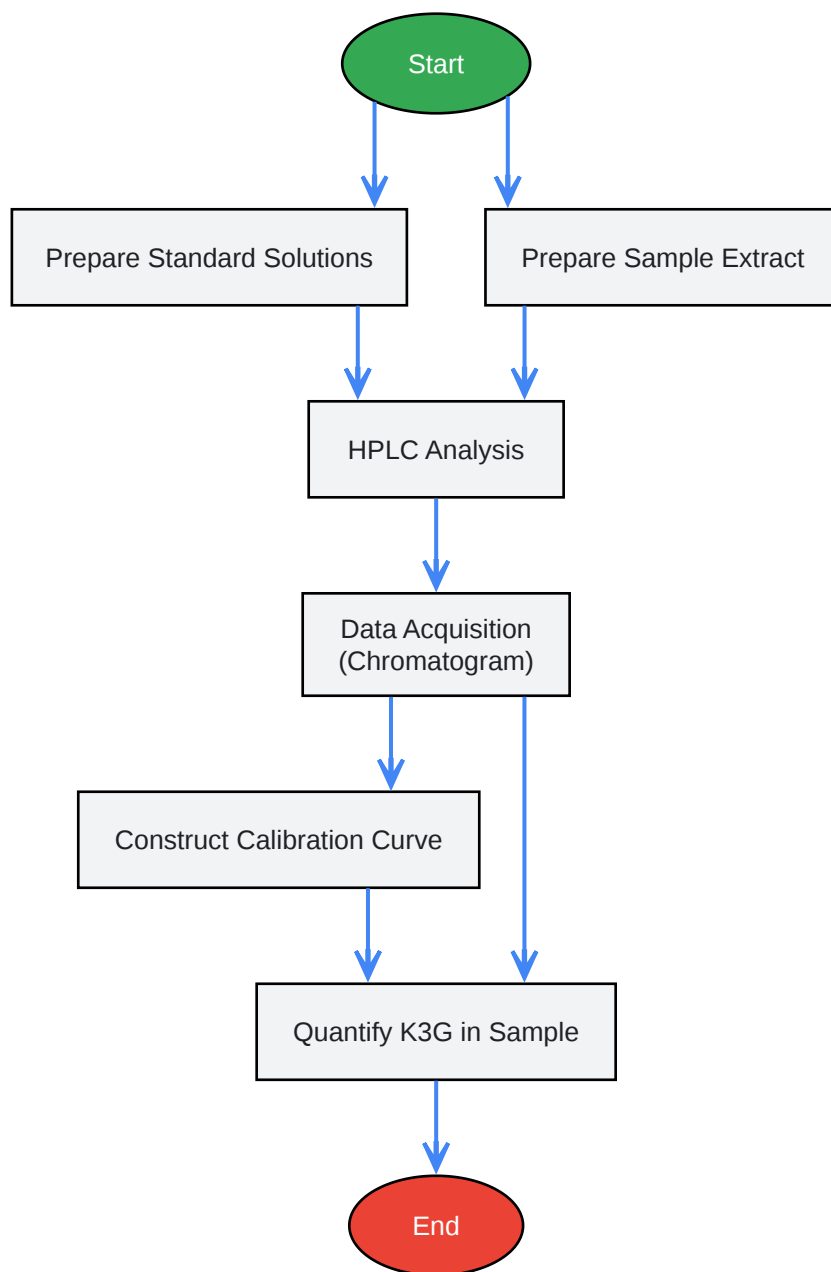 Start
Prepare Standard Solutions
Prepare Sample Extract
HPLC Analysis
Data Acquisition
(Chromatogram)
Construct Calibration Curve
Quantify K3G in Sample
End